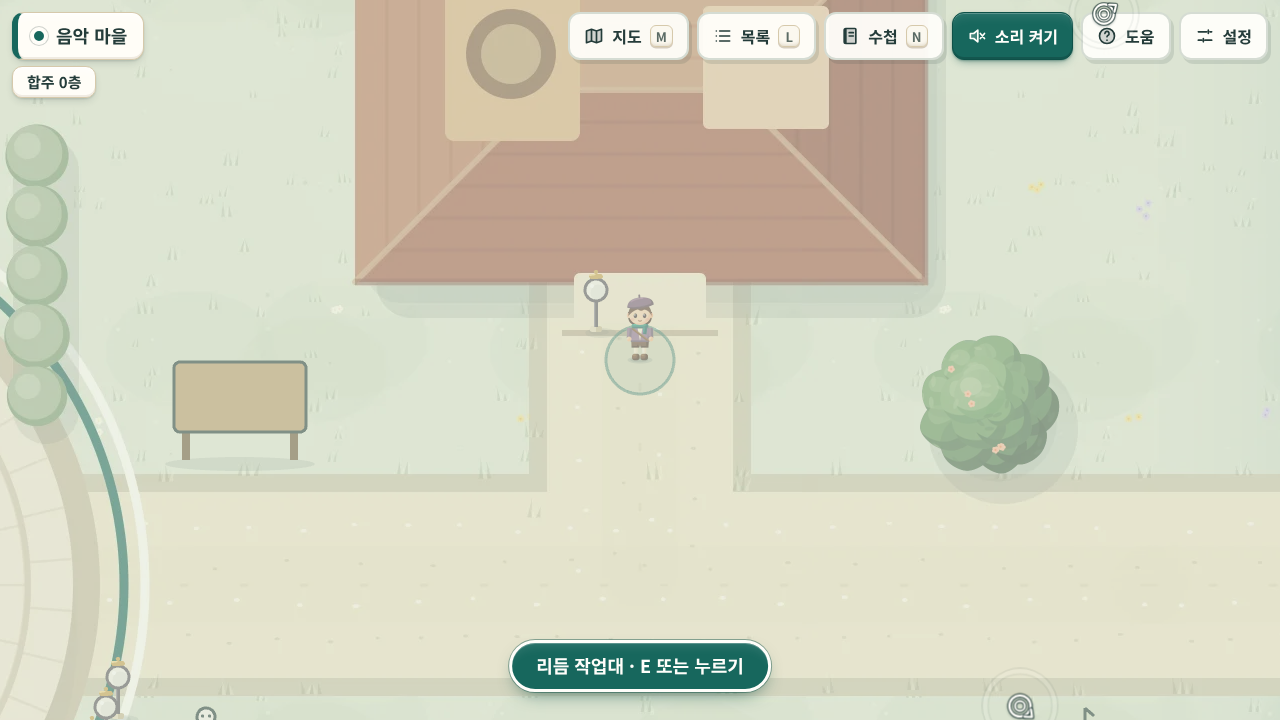 음악 마을
지도 M
목록 L
수첩 N
소리 켜기
도움
설정
합주 0층
리듬 작업대 · E 또는 누르기